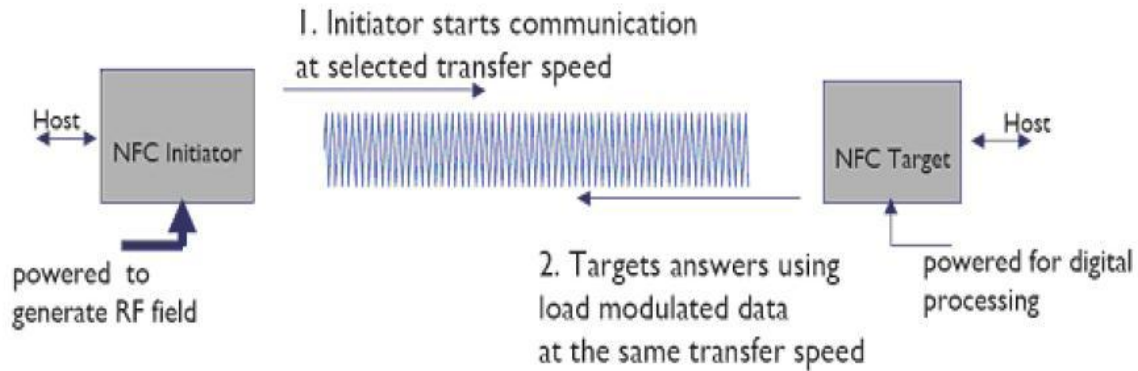 1. Initiator starts communication
at selected transfer speed
Host
NFC Initiator
NFC Target
Host
powered to
generate RF field
2. Targets answers using
load modulated data
at the same transfer speed
powered for digital
processing